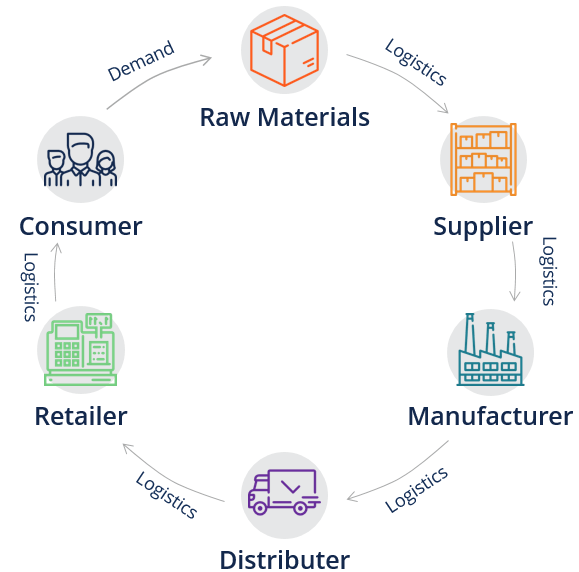 Demand
Raw Materials
Logistics
Supplier
Logistics
Manufacturer
Logistics
Distributer
Logistics
Retailer
Logistics
Consumer